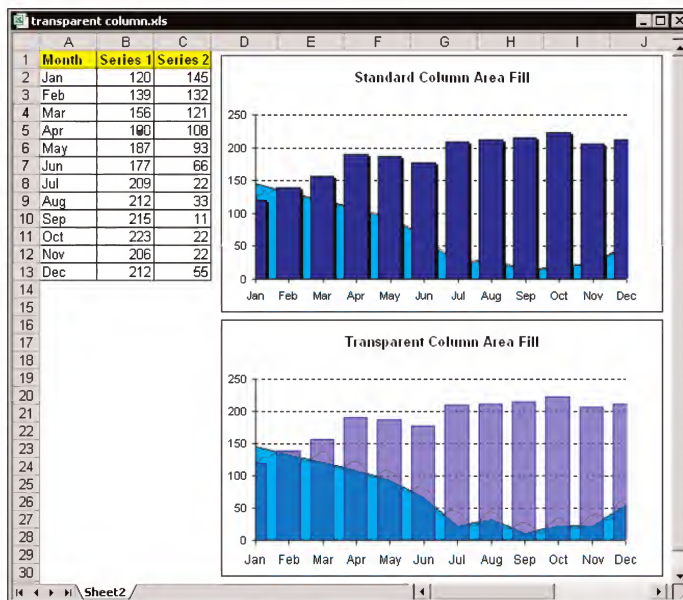 transparent column.xls
A B C D E F G H I J
1 Month Series 1 Series 2
2 Jan 120 145
3 Feb 139 132
4 Mar 156 121
5 Apr 108
6 May 187 93
7 Jun 177 66
8 Jul 209 22
9 Aug 212 33
10 Sep 215 11
11 Oct 223 22
12 Nov 206 22
13 Dec 212 55
14
15
16
17
18
19
20
21
22
23
24
25
26
27
28
29
30
Standard Column Area Fill
250
200
150
100
50
0
Jan Feb Mar Apr May Jun Jul Aug Sep Oct Nov Dec
Transparent Column Area Fill
250
200
150
100
50
0
Jan Feb Mar Apr May Jun Jul Aug Sep Oct Nov Dec
Sheet2